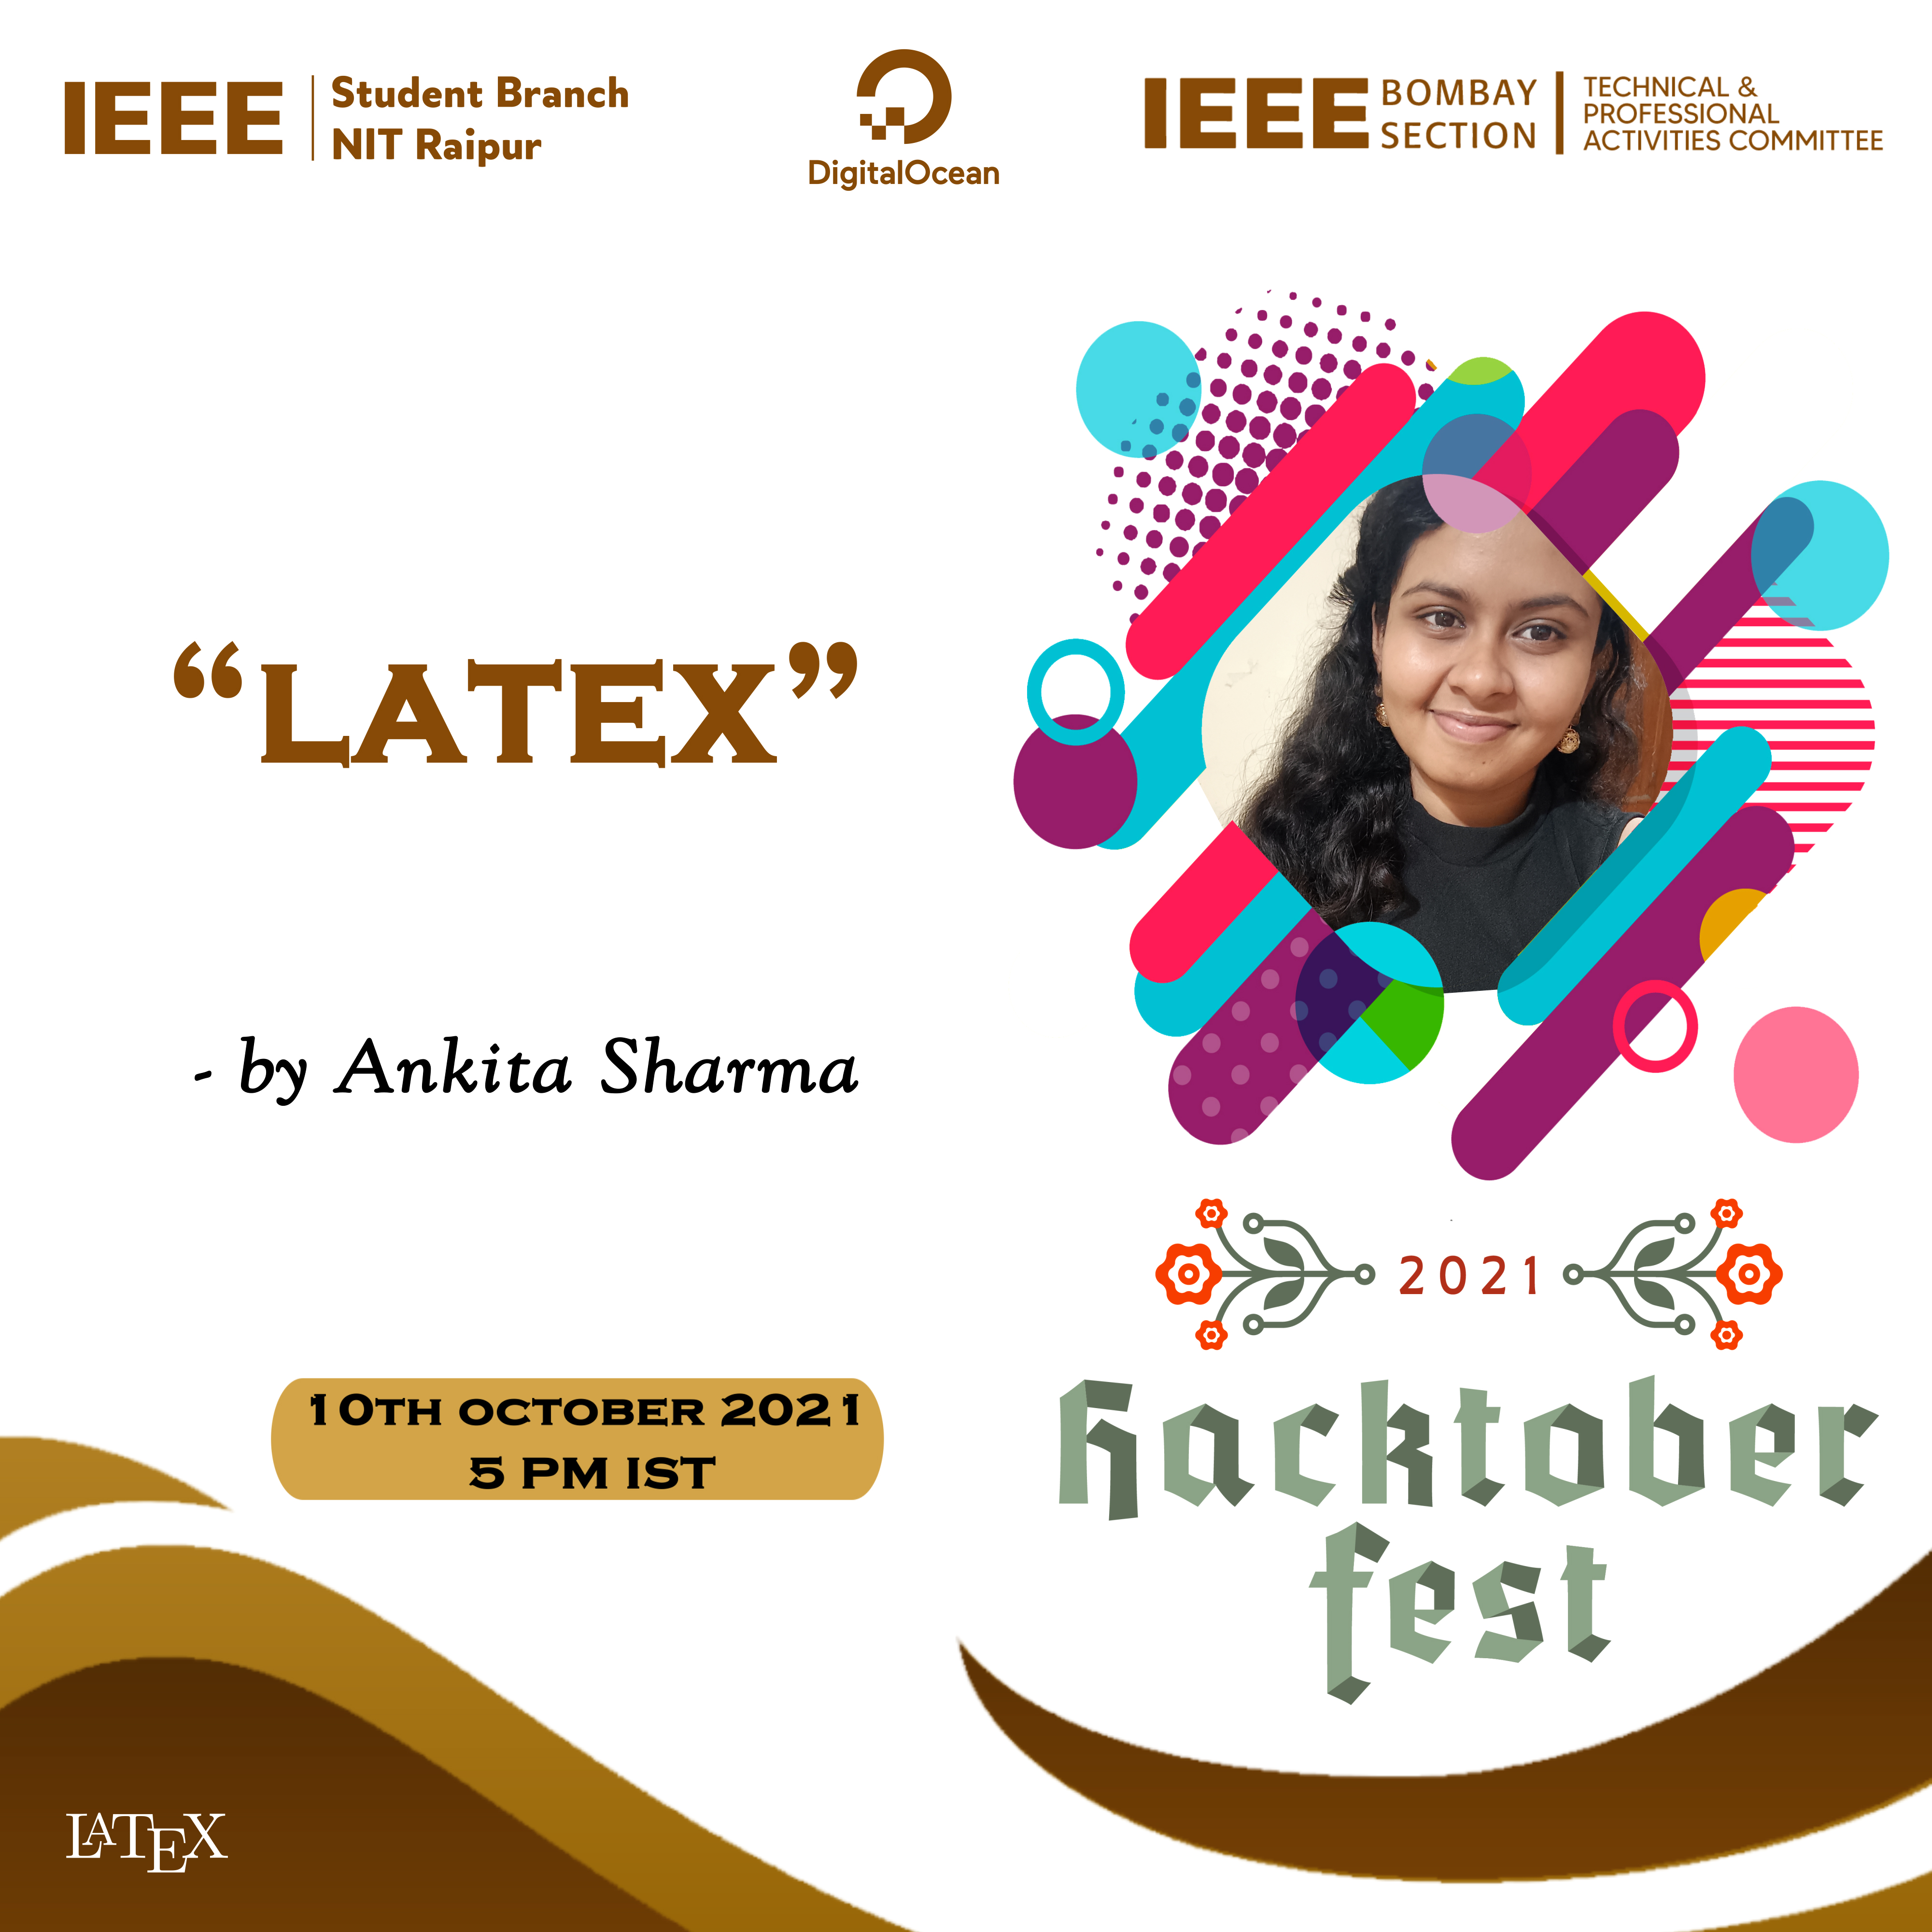 IEEE
Student Branch
NIT Raipur
DigitalOcean
IEEE
BOMBAY
SECTION
TECHNICAL &
PROFESSIONAL
ACTIVITIES COMMITTEE
“LATEX”
- by Ankita Sharma
10TH OCTOBER 2021
5 PM IST
2021
hacktober
fest
LATEX